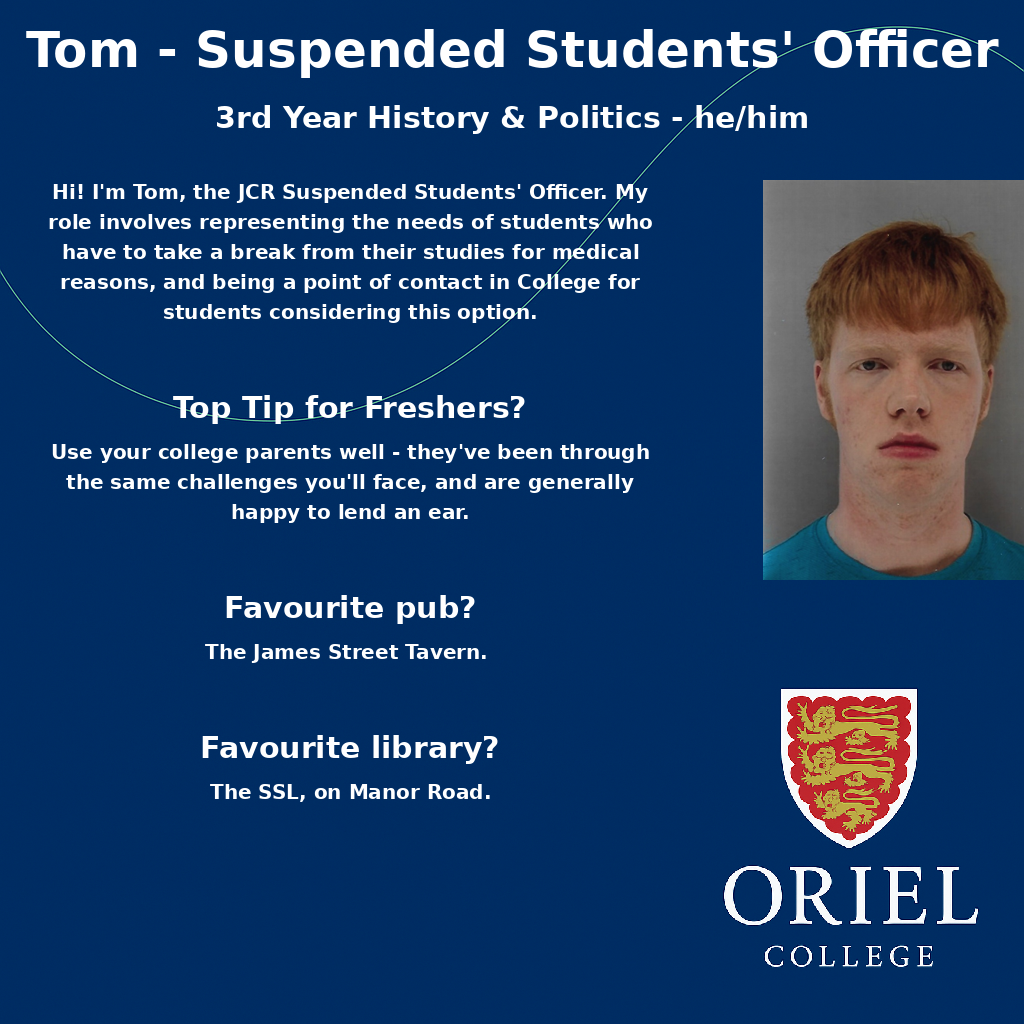 Tom - Suspended Students' Officer
3rd Year History & Politics - he/him
Hi! I'm Tom, the JCR Suspended Students' Officer. My
role involves representing the needs of students who
have to take a break from their studies for medical
reasons, and being a point of contact in College for
students considering this option.
Top Tip for Freshers?
Use your college parents well - they've been through
the same challenges you'll face, and are generally
happy to lend an ear.
Favourite pub?
The James Street Tavern.
Favourite library?
The SSL, on Manor Road.
ORIEL
COLLEGE